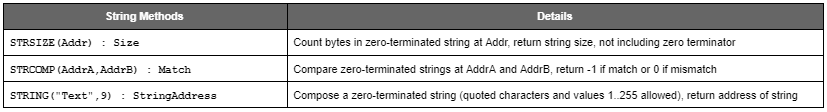 String Methods Details
STRSIZE(Addr) : Size Count bytes in zero-terminated string at Addr, return string size, not including zero terminator
STRCOMP(AddrA,AddrB) : Match Compare zero-terminated strings at AddrA and AddrB, return -1 if match or 0 if mismatch
STRING("Text",9) : StringAddress Compose a zero-terminated string (quoted characters and values 1..255 allowed), return address of string